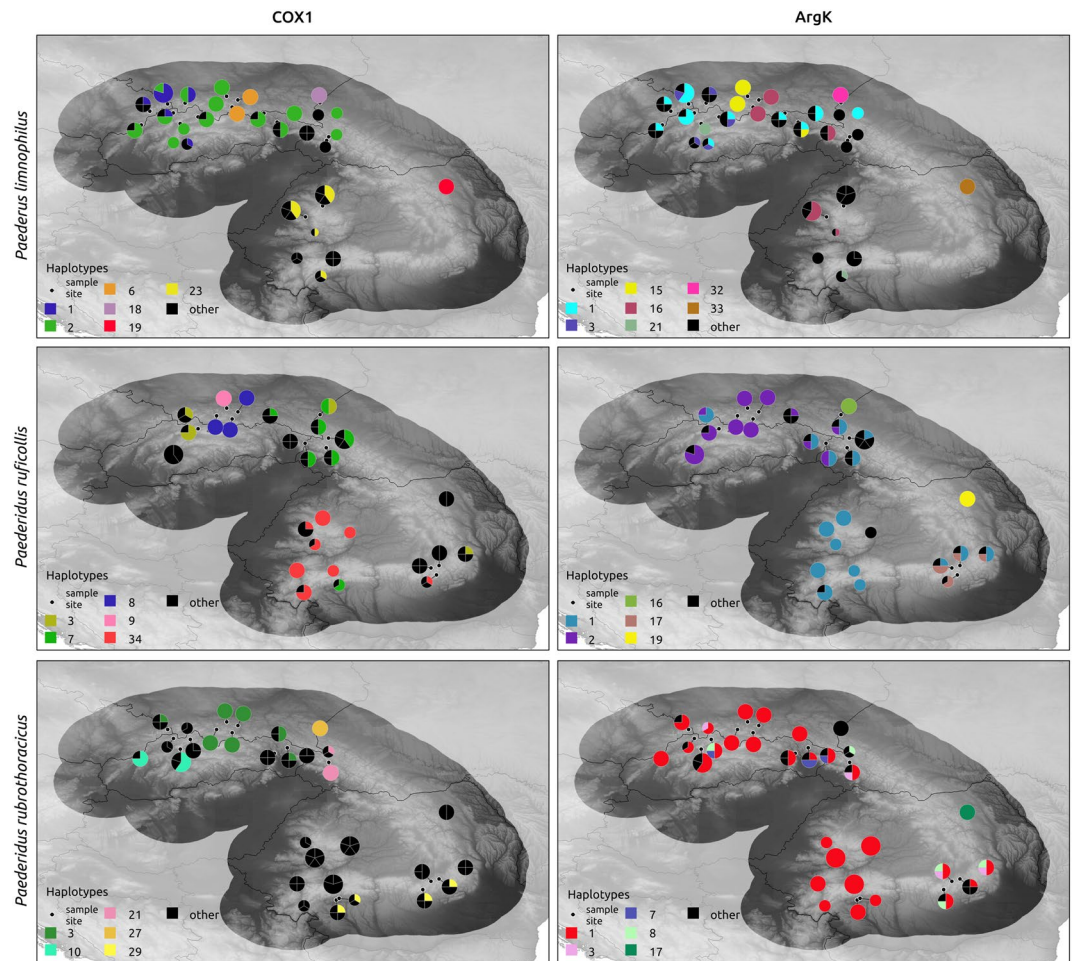 COX1 ArgK
Paederus limnophilus
Haplotypes
sample site 6 23
1 18 other
2 19
Haplotypes
sample site 15 32
1 16 33
3 21 other
Paederidus ruficollis
Haplotypes
sample site 8 other
3 9
7 34
Haplotypes
sample site 16 other
1 17
2 19
Paederidus rubrothoracicus
Haplotypes
sample site 21 other
3 27
10 29
Haplotypes
sample site 7 other
1 8
3 17